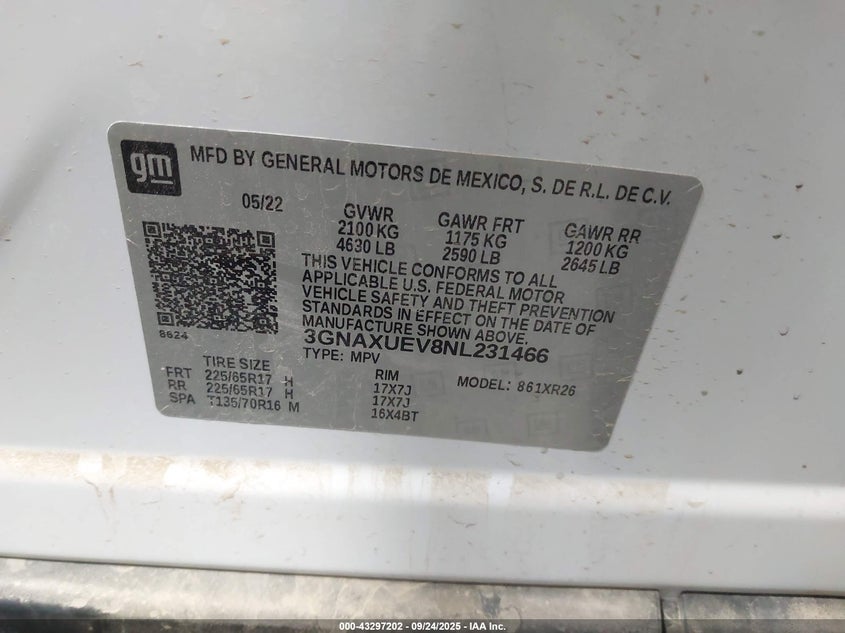 gm
MFD BY GENERAL MOTORS DE MEXICO, S. DE R.L. DE C.V.
05/22
GVWR GAWR FRT GAWR RR
2100 KG 1175 KG 1200 KG
4630 LB 2590 LB 2645 LB
THIS VEHICLE CONFORMS TO ALL
APPLICABLE U.S. FEDERAL MOTOR
VEHICLE SAFETY AND THEFT PREVENTION
STANDARDS IN EFFECT ON THE DATE OF
MANUFACTURE SHOWN ABOVE.
8624
3GNAXUEV8NL231466
TYPE: MPV
TIRE SIZE RIM MODEL: 861XR26
FRT 225/65R17 H 17X7J
RR 225/65R17 H 17X7J
SPA T135/70R16 M 16X4BT
000-43297202 - 09/24/2025 - IAA Inc.